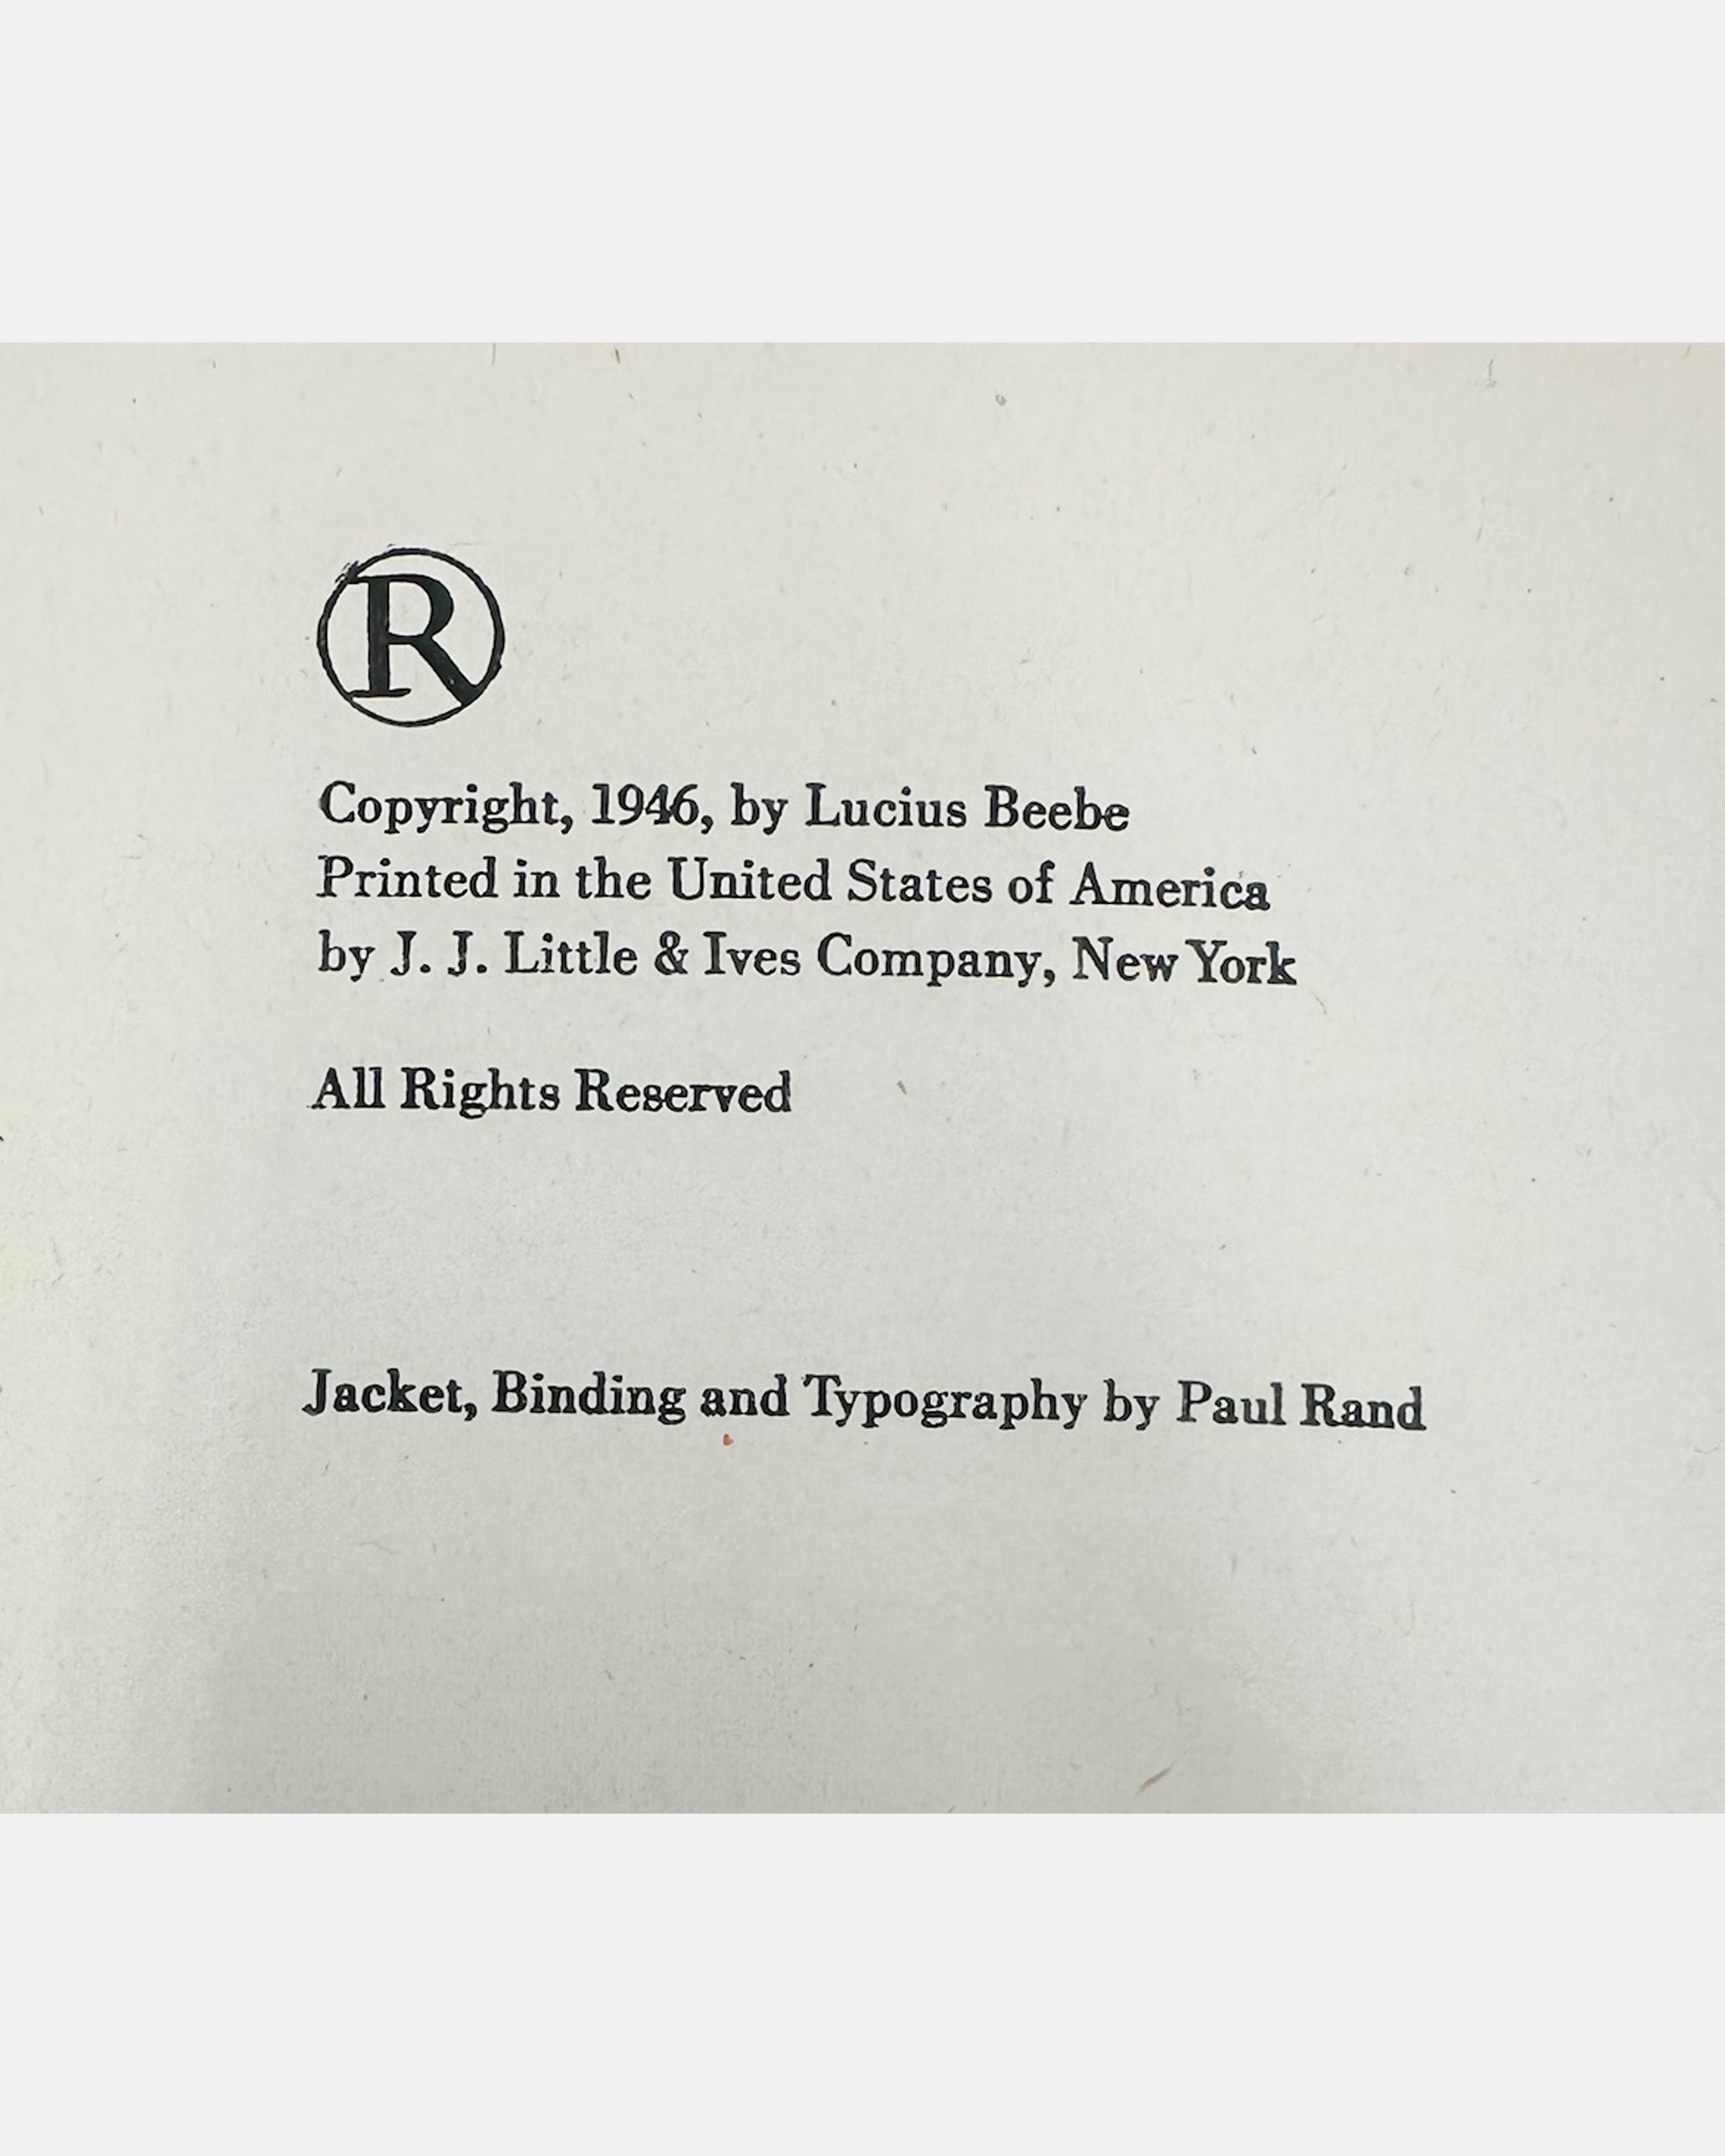 R
Copyright, 1946, by Lucius Beebe
Printed in the United States of America
by J. J. Little & Ives Company, New York
All Rights Reserved
Jacket, Binding and Typography by Paul Rand